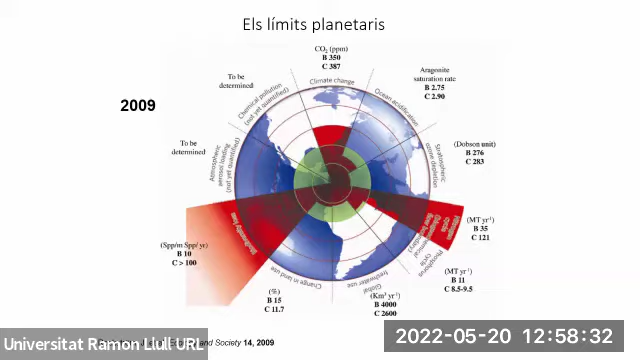 Els límits planetaris
2009
CO₂ (ppm)
B 350
C 387
Climate change
Aragonite
saturation rate
B 2.75
C 2.90
Ocean acidification
(Dobson unit)
B 276
C 283
Stratospheric
ozone depletion
(MT yr⁻¹)
B 35
C 121
Nitrogen
cycle
(MT yr⁻¹)
B 11
C 8.5-9.5
Phosphorus
cycle
(Km³ yr⁻¹)
B 4000
C 2600
Global
freshwater use
(%)
B 15
C 11.7
Change in land use
(Spp/m Spp/ yr)
B 10
C > 100
Biodiversity loss
To be
determined
Atmospheric
aerosol loading
(not yet quantified)
To be
determined
Chemical pollution
(not yet quantified)
and Society 14, 2009
Universitat Ramon Llull URL
2022-05-20 12:58:32